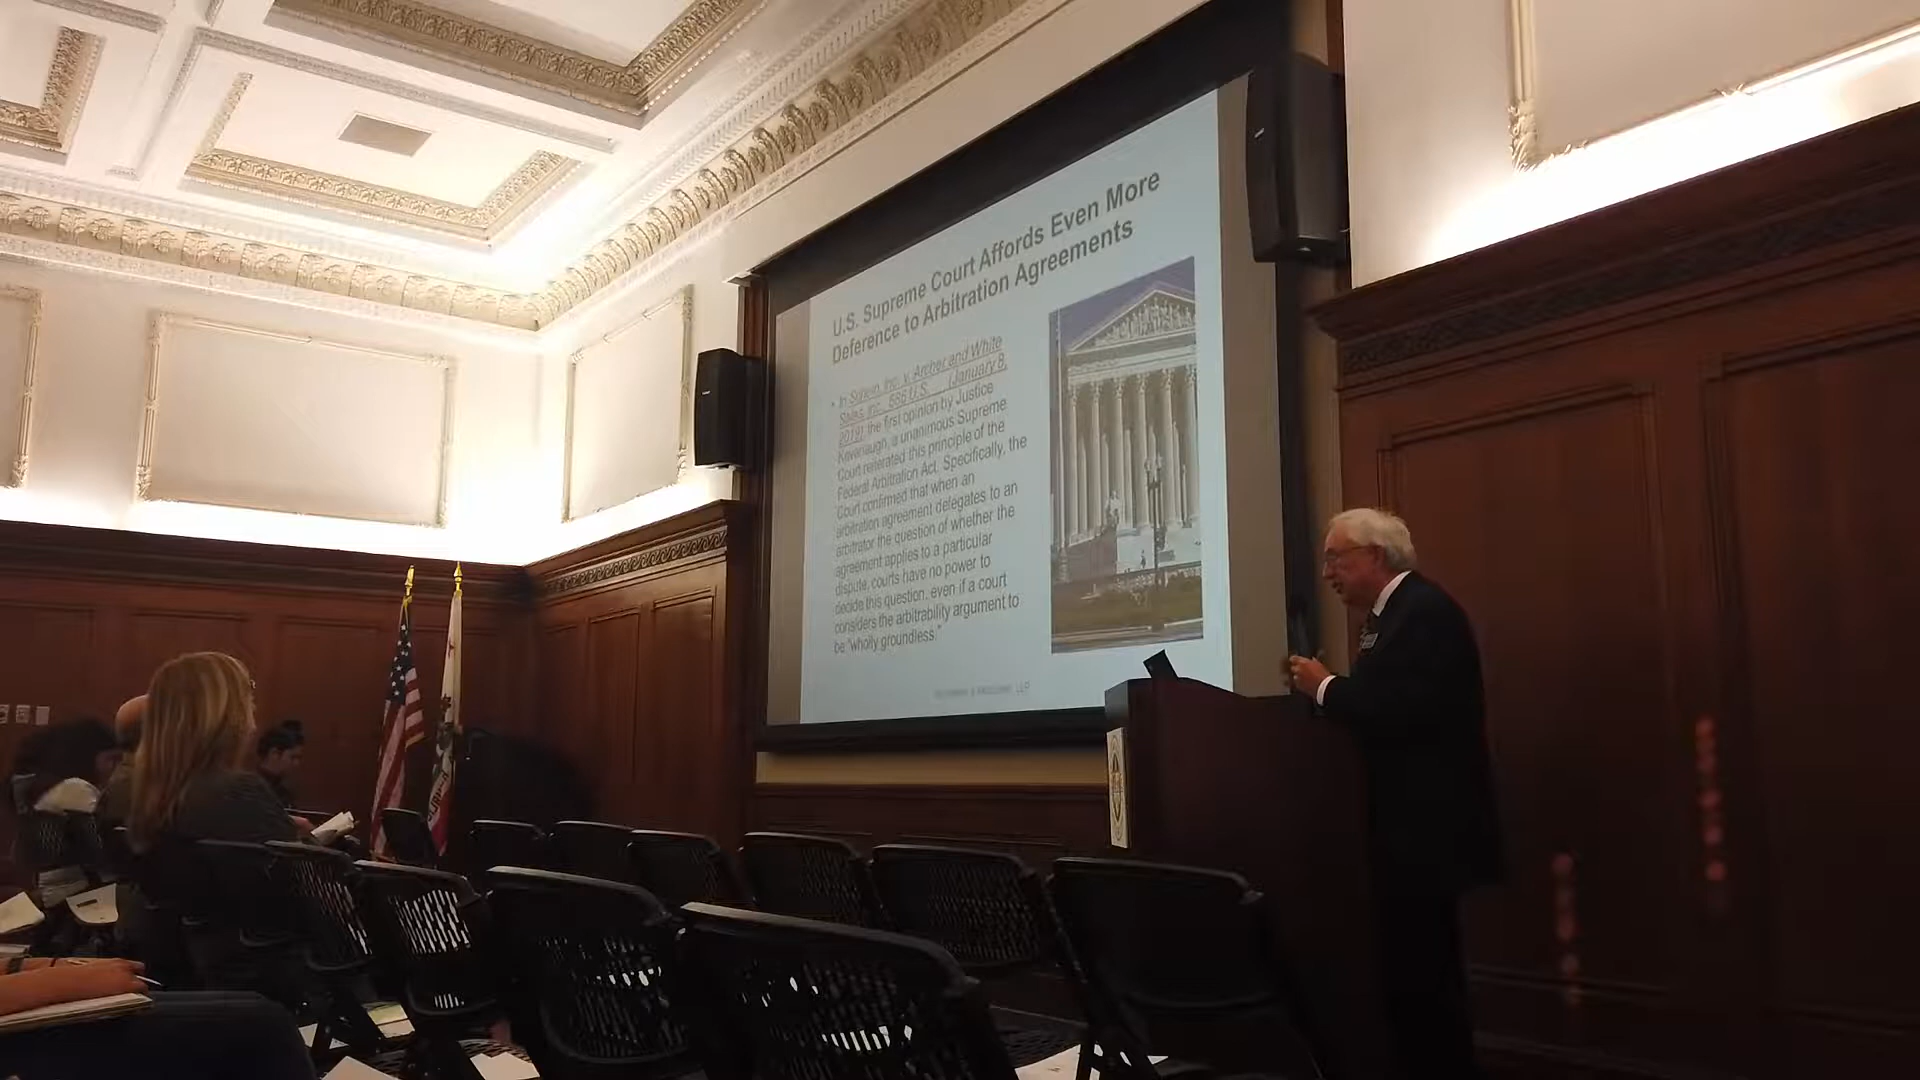 U.S. Supreme Court Affords Even More
Deference to Arbitration Agreements
• In Schein, Inc. v. Archer and White
Sales, Inc., 586 U.S. ___ (January 8,
2019) the first opinion by Justice
Kavanaugh, a unanimous Supreme
Court reiterated this principle of the
Federal Arbitration Act. Specifically, the
Court confirmed that when an
arbitration agreement delegates to an
arbitrator the question of whether the
agreement applies to a particular
dispute, courts have no power to
decide this question, even if a court
considers the arbitrability argument to
be "wholly groundless."
LLP